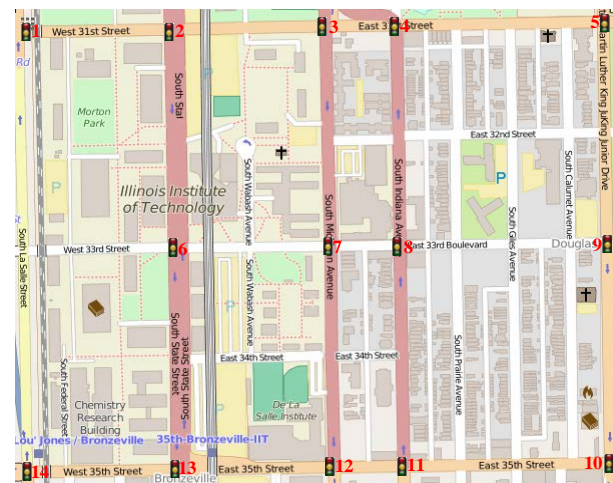 1
West 31st Street
2
3
East 31st Street
4
5
Martin Luther King Junior Drive
Rd
South State
P
Morton
Park
East 32nd Street
P
P
Illinois Institute
of Technology
South Wabash Avenue
South Michigan Avenue
South Indiana Avenue
South Giles Avenue
South Calumet Avenue
South La Salle Street
West 33rd Street
6
7
8
East 33rd Boulevard
Douglas
9
P
South Wabash Avenue
South State Street
South State Street
South Federal Street
East 34th Street
East 34th Street
South Prairie Avenue
Chemistry
Research
Building
P
De La
Salle Institute
Lou' Jones / Bronzeville
35th-Bronzeville-IIT
14
West 35th Street
13
East 35th Street
12
11
East 35th Street
10
Bronzeville